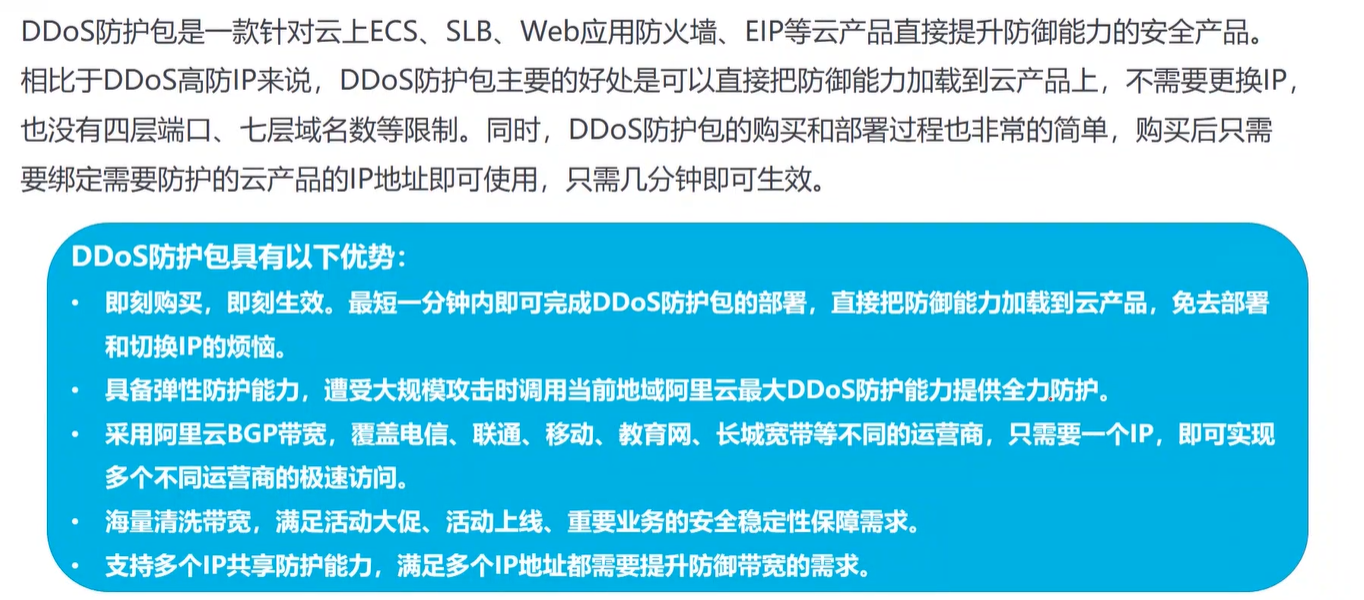 DDoS防护包是一款针对云上ECS、SLB、Web应用防火墙、EIP等云产品直接提升防御能力的安全产品。
相比于DDoS高防IP来说，DDoS防护包主要的好处是可以直接把防御能力加载到云产品上，不需要更换IP，
也没有四层端口、七层域名数等限制。同时，DDoS防护包的购买和部署过程也非常的简单，购买后只需
要绑定需要防护的云产品的IP地址即可使用，只需几分钟即可生效。
DDoS防护包具有以下优势：
• 即刻购买，即刻生效。最短一分钟内即可完成DDoS防护包的部署，直接把防御能力加载到云产品，免去部署
和切换IP的烦恼。
• 具备弹性防护能力，遭受大规模攻击时调用当前地域阿里云最大DDoS防护能力提供全力防护。
• 采用阿里云BGP带宽，覆盖电信、联通、移动、教育网、长城宽带等不同的运营商，只需要一个IP，即可实现
多个不同运营商的极速访问。
• 海量清洗带宽，满足活动大促、活动上线、重要业务的安全稳定性保障需求。
• 支持多个IP共享防护能力，满足多个IP地址都需要提升防御带宽的需求。